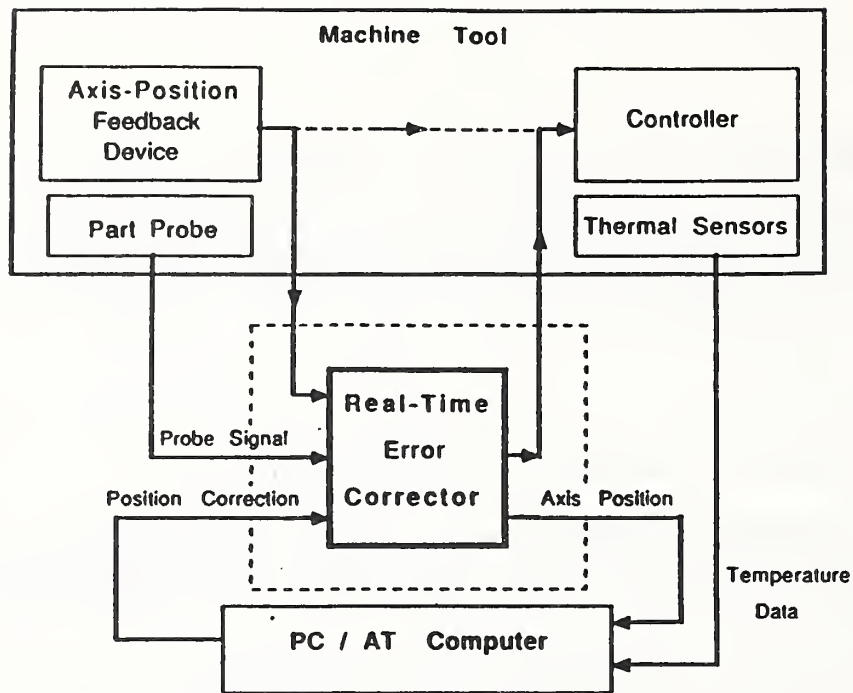 Machine Tool
Axis-Position
Feedback
Device
Controller
Part Probe
Thermal Sensors
Real-Time
Error
Corrector
Probe Signal
Position Correction
Axis Position
Temperature
Data
PC / AT Computer